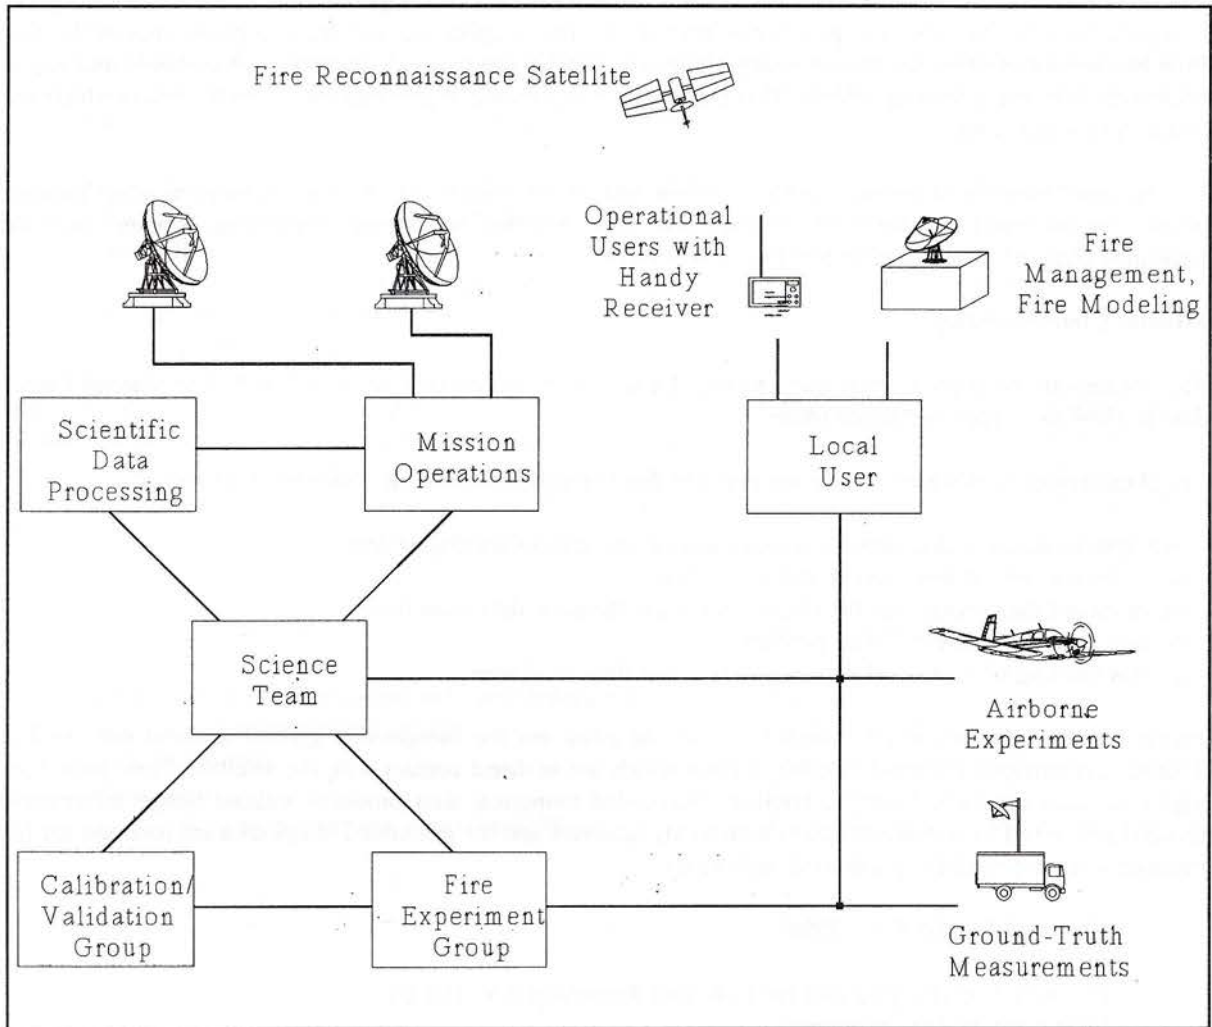 Fire Reconnaissance Satellite
Operational
Users with
Handy
Receiver
Fire
Management,
Fire Modeling
Scientific
Data
Processing
Mission
Operations
Local
User
Science
Team
Airborne
Experiments
Calibration/
Validation
Group
Fire
Experiment
Group
Ground-Truth
Measurements